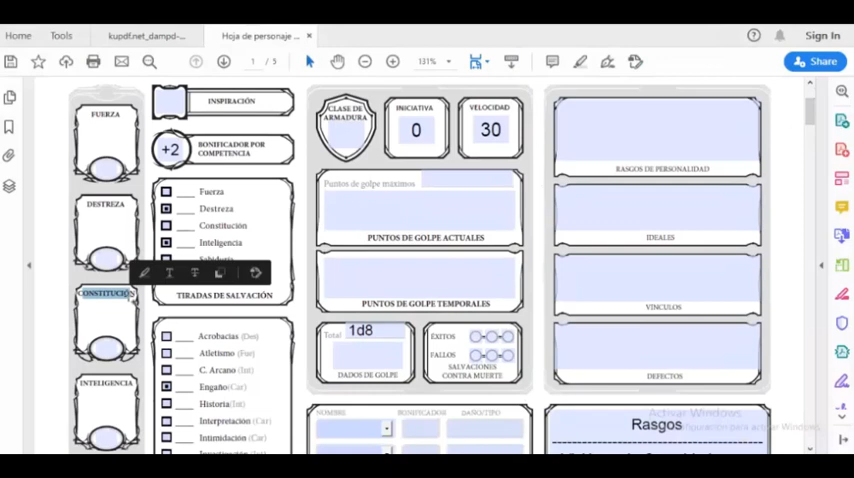 Home Tools kupdf.net_dampd-... Hoja de personaje ... × Sign In
1 / 5 131% Share
FUERZA
DESTREZA
CONSTITUCIÓN
INTELIGENCIA
INSPIRACIÓN
+2 BONIFICADOR POR
COMPETENCIA
Fuerza
Destreza
Constitución
Inteligencia
Sabiduría
TIRADAS DE SALVACIÓN
Acrobacias (Des)
Atletismo (Fue)
C. Arcano (Int)
Engaño(Car)
Historia(Int)
Interpretación (Car)
Intimidación (Car)
CLASE DE
ARMADURA
INICIATIVA
0
VELOCIDAD
30
Puntos de golpe máximos
PUNTOS DE GOLPE ACTUALES
PUNTOS DE GOLPE TEMPORALES
Total 1d8
DADOS DE GOLPE
ÉXITOS
FALLOS
SALVACIONES
CONTRA MUERTE
NOMBRE BONIFICADOS DAÑO/TIPO
RASGOS DE PERSONALIDAD
IDEALES
VINCULOS
DEFECTOS
Activar Windows
Rasgos